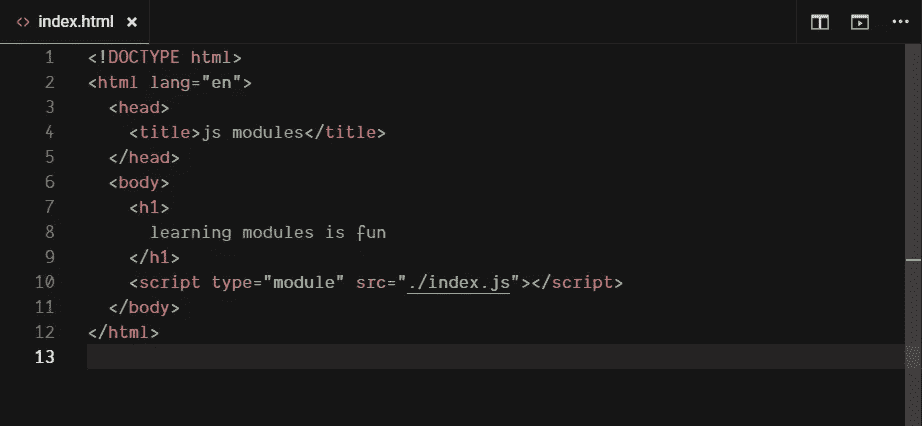 index.html
1 <!DOCTYPE html>
2 <html lang="en">
3   <head>
4     <title>js modules</title>
5   </head>
6   <body>
7     <h1>
8       learning modules is fun
9     </h1>
10     <script type="module" src="./index.js"></script>
11   </body>
12 </html>
13